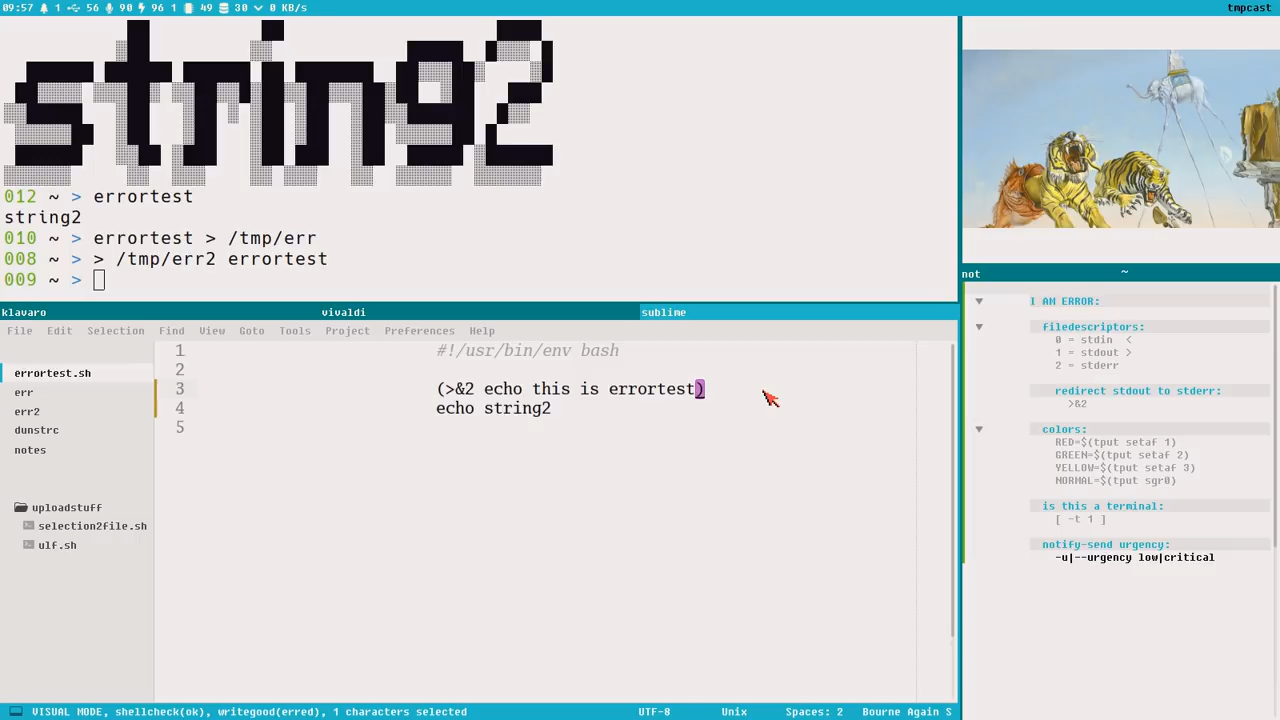 09:57 1 56 90 96 1 49 30 0 KB/s
tmpcast
string2
012 ~ > errortest
string2
010 ~ > errortest > /tmp/err
008 ~ > > /tmp/err2 errortest
009 ~ >
klavaro vivaldi sublime
File Edit Selection Find View Goto Tools Project Preferences Help
errortest.sh
err
err2
dunstrc
notes
uploadstuff
selection2file.sh
ulf.sh
1 #!/usr/bin/env bash
2
3 (>&2 echo this is errortest)
4 echo string2
5
not ~
I AM ERROR:
filedescriptors:
0 = stdin <
1 = stdout >
2 = stderr
redirect stdout to stderr:
>&2
colors:
RED=$(tput setaf 1)
GREEN=$(tput setaf 2)
YELLOW=$(tput setaf 3)
NORMAL=$(tput sgr0)
is this a terminal:
[ -t 1 ]
notify-send urgency:
-u|--urgency low|critical
VISUAL MODE, shellcheck(ok), writegood(erred), 1 characters selected UTF-8 Unix Spaces: 2 Bourne Again S